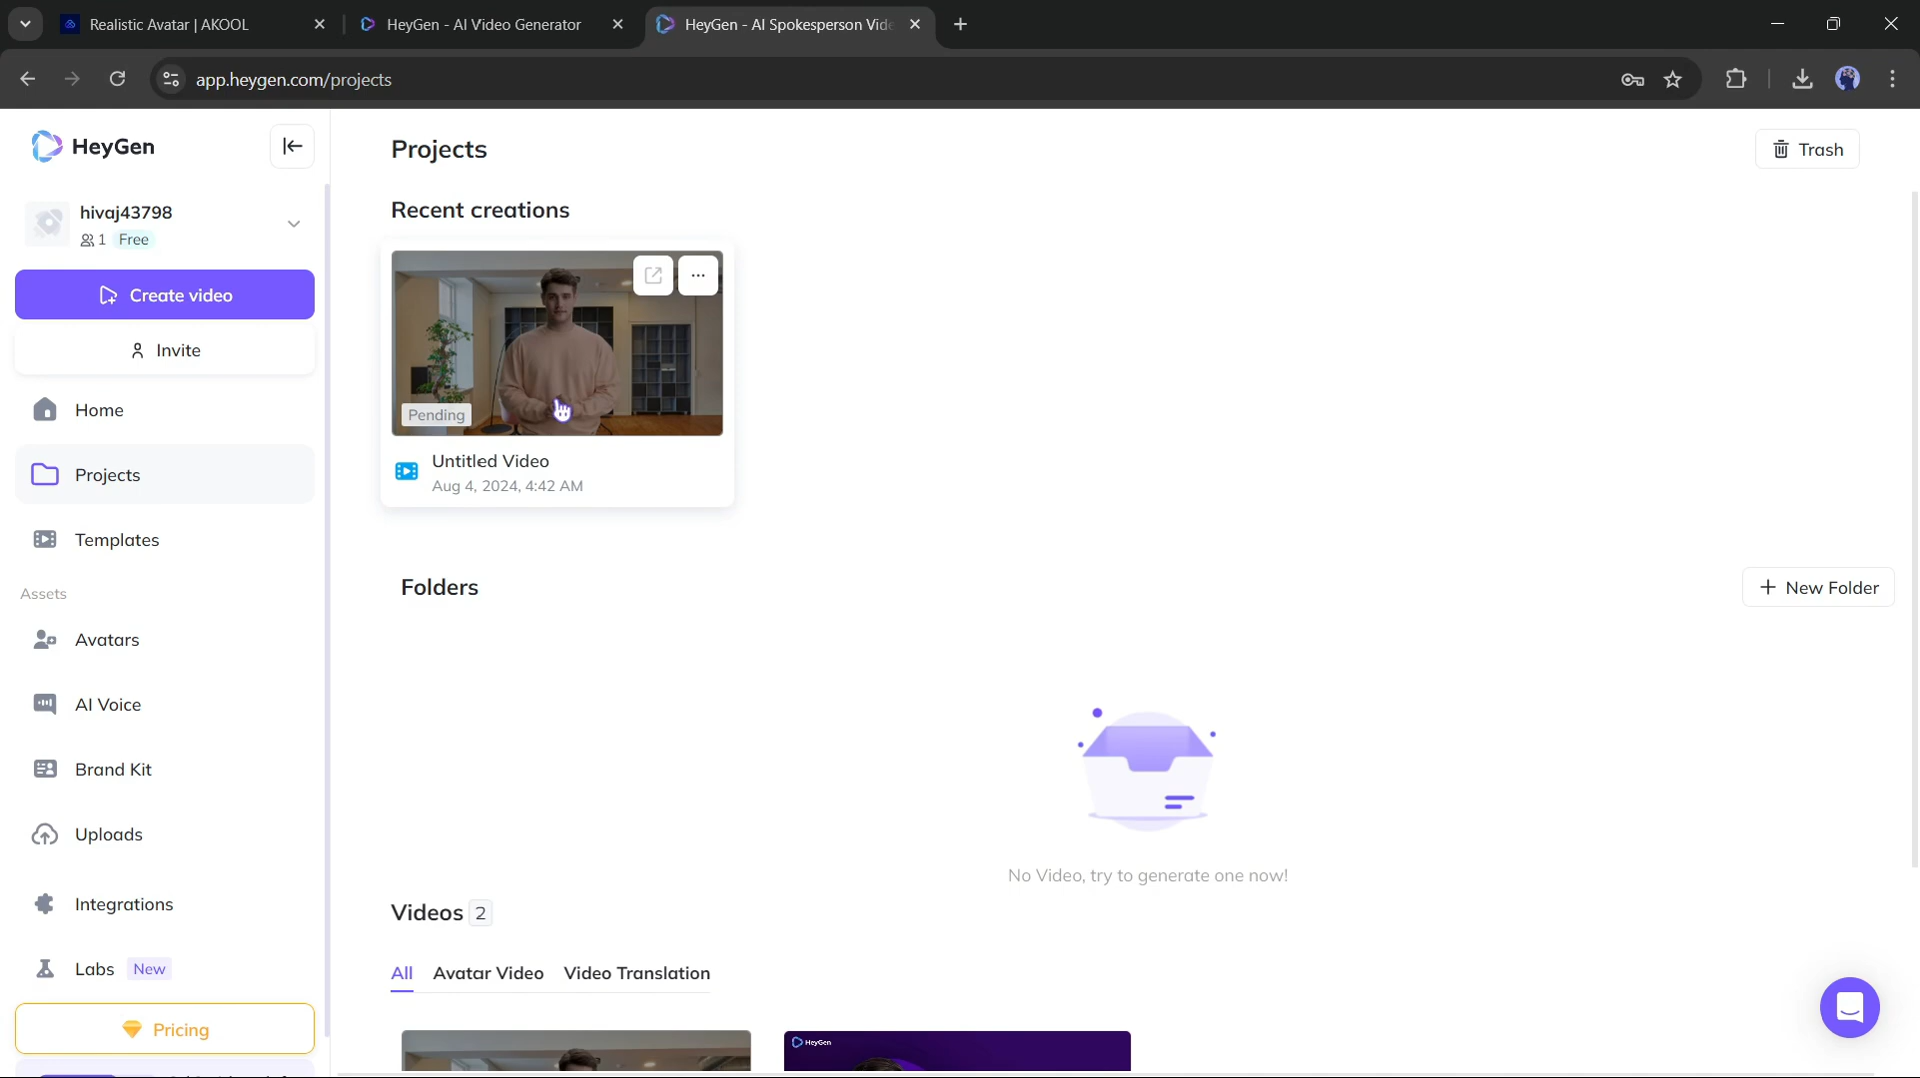 Realistic Avatar | AKOOL
HeyGen - AI Video Generator
HeyGen - AI Spokesperson Vide
app.heygen.com/projects
HeyGen
hivaj43798
1 Free
Create video
Invite
Home
Projects
Templates
Assets
Avatars
AI Voice
Brand Kit
Uploads
Integrations
Labs New
Pricing
Projects
Trash
Recent creations
Pending
Untitled Video
Aug 4, 2024, 4:42 AM
Folders
New Folder
No Video, try to generate one now!
Videos 2
All Avatar Video Video Translation
HeyGen